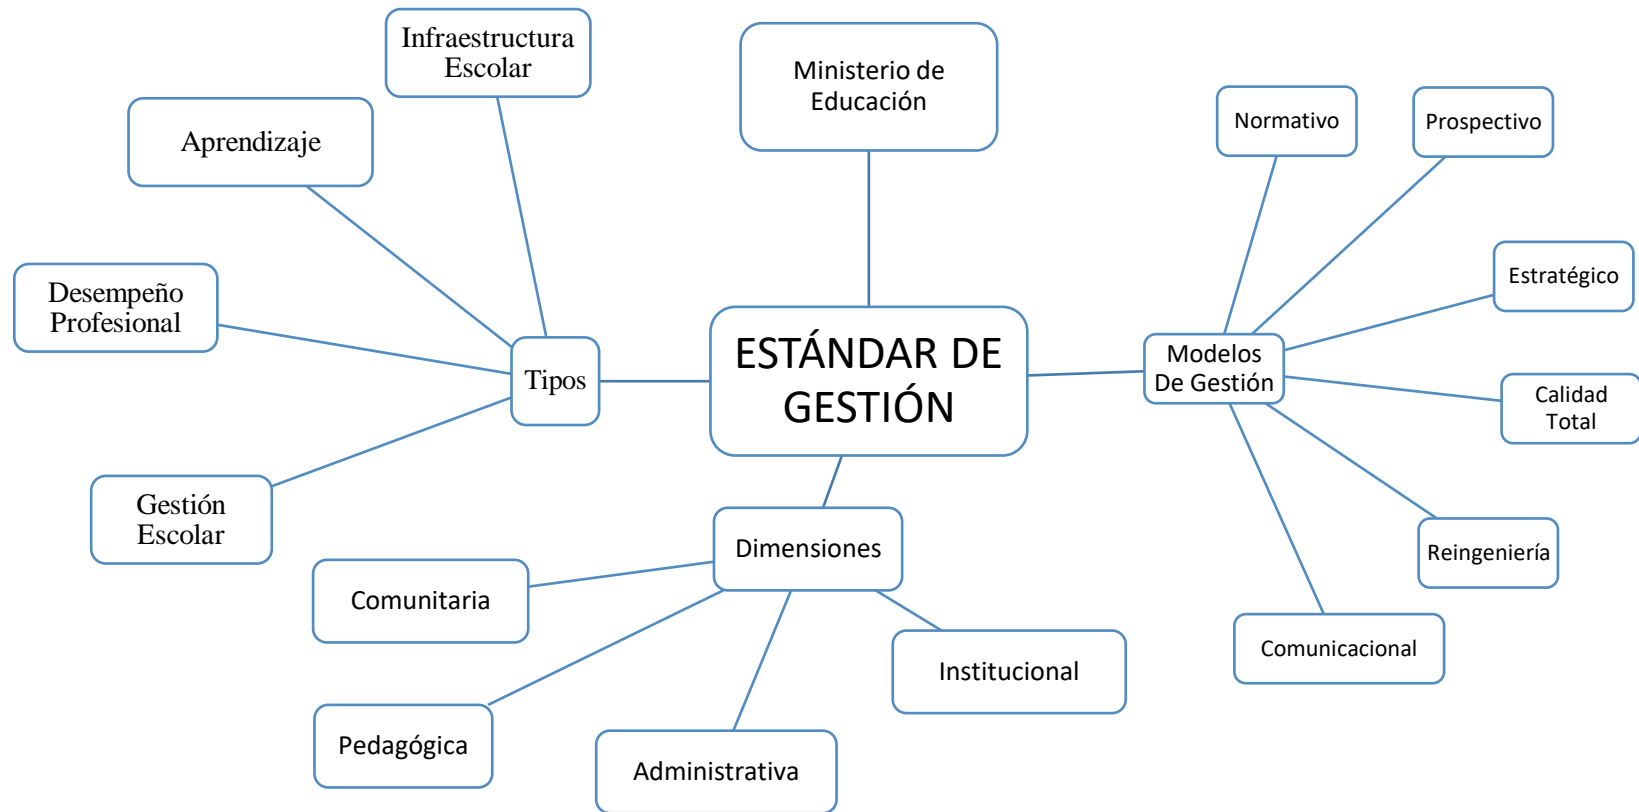 Infraestructura
Escolar
Ministerio de
Educación
Normativo
Prospectivo
Aprendizaje
Estratégico
Desempeño
Profesional
Tipos
ESTÁNDAR DE
GESTIÓN
Modelos
De Gestión
Calidad
Total
Gestión
Escolar
Dimensiones
Reingeniería
Comunitaria
Institucional
Comunicacional
Pedagógica
Administrativa